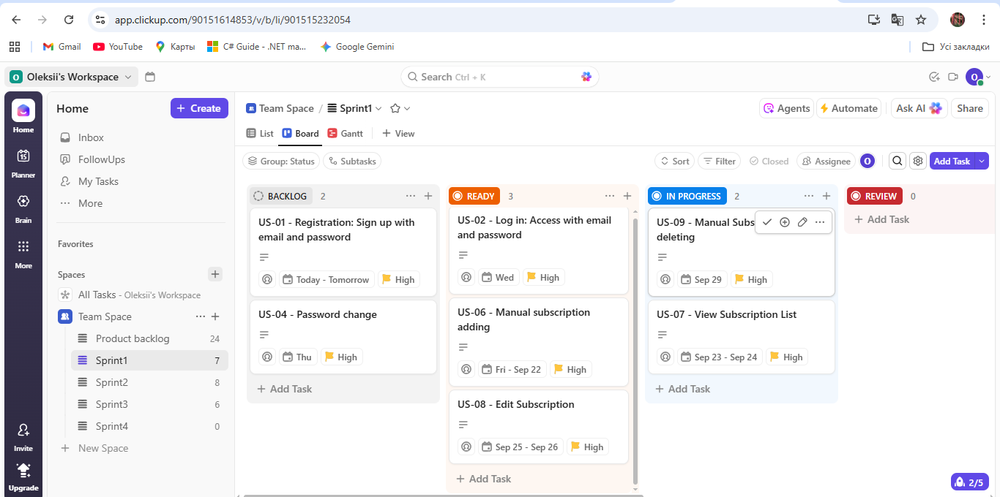 app.clickup.com/90151614853/v/b/li/901515232054
Gmail
YouTube
Карты
C# Guide - .NET ma...
Google Gemini
Усі закладки
O
Oleksii's Workspace
Search Ctrl + K
O
Home
Planner
Brain
More
Invite
Upgrade
Home
Create
Inbox
FollowUps
My Tasks
More
Favorites
Spaces
All Tasks - Oleksii's Workspace
Team Space
Product backlog 24
Sprint1 7
Sprint2 8
Sprint3 6
Sprint4 0
New Space
Team Space / Sprint1
Agents
Automate
Ask AI
Share
List
Board
Gantt
View
Group: Status
Subtasks
Sort
Filter
Closed
Assignee
O
Add Task
BACKLOG 2
US-01 - Registration: Sign up with
email and password
Today - Tomorrow
High
US-04 - Password change
Thu
High
Add Task
READY 3
US-02 - Log in: Access with email
and password
Wed
High
US-06 - Manual subscription
adding
Fri - Sep 22
High
US-08 - Edit Subscription
Sep 25 - Sep 26
High
Add Task
IN PROGRESS 2
US-09 - Manual Subs
deleting
Sep 29
High
US-07 - View Subscription List
Sep 23 - Sep 24
High
Add Task
REVIEW 0
Add Task
2/5